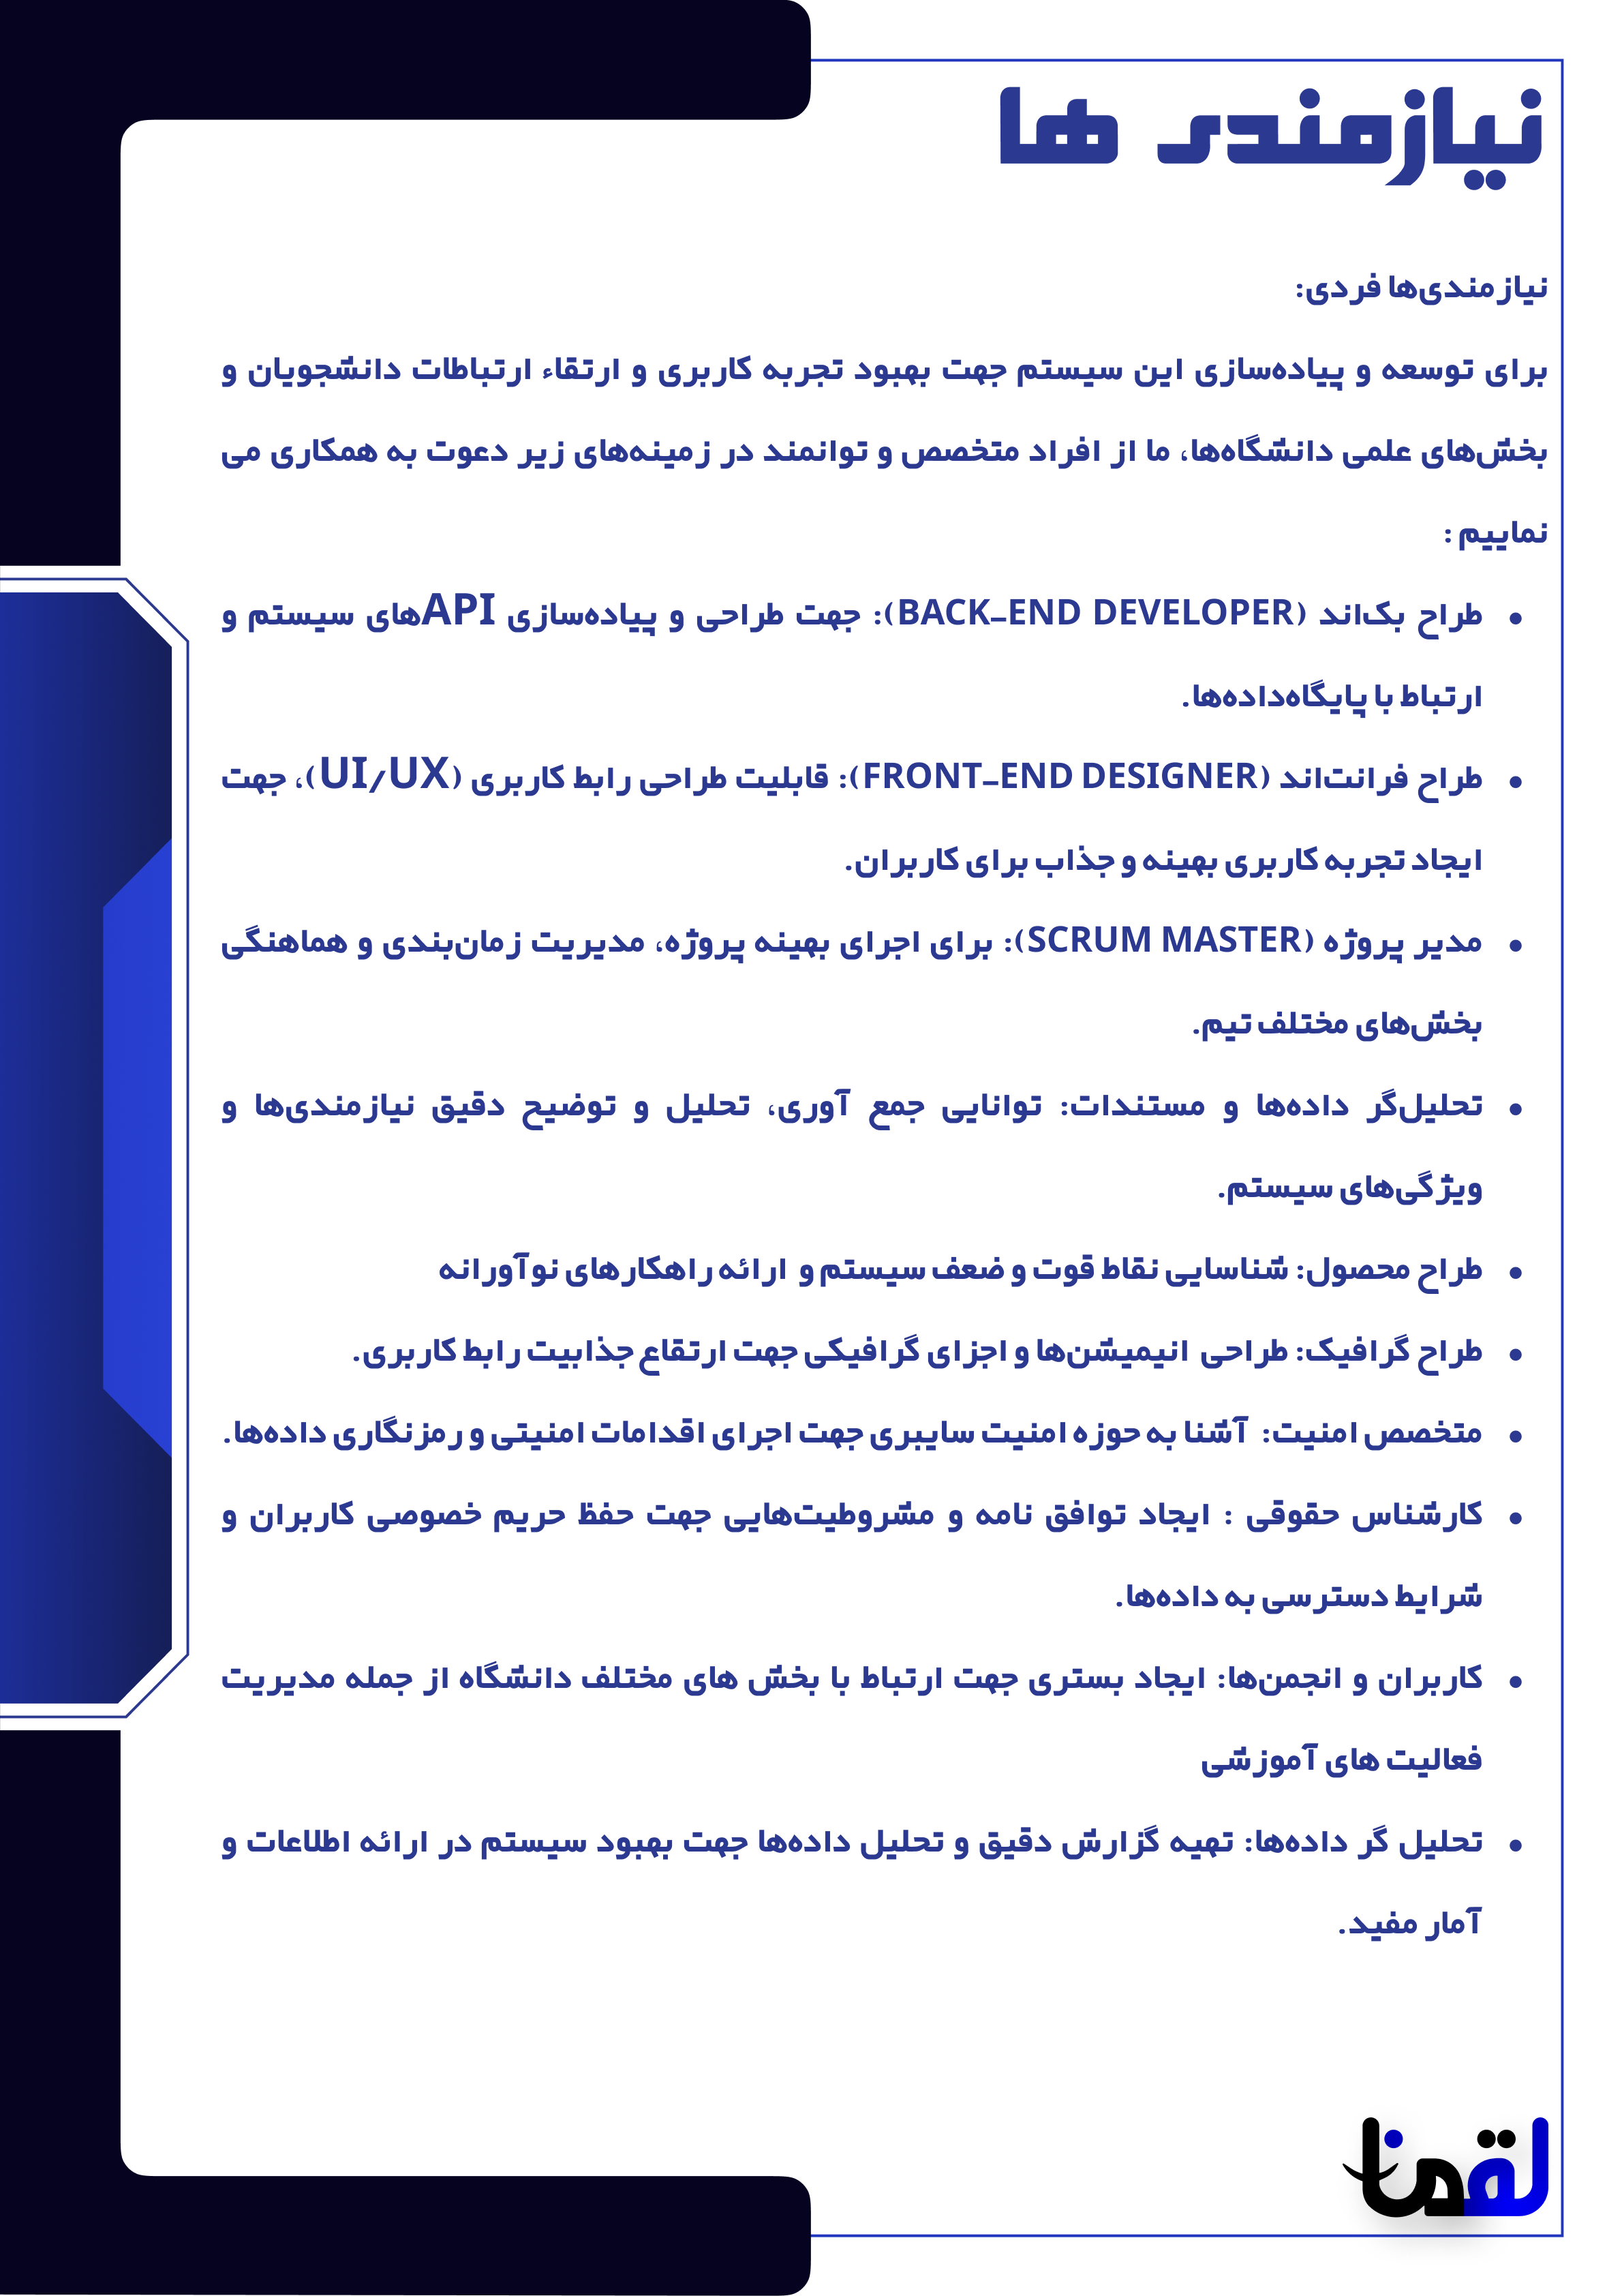 نیازمندی ها
نیازمندی‌ها فردی:
برای توسعه و پیاده‌سازی این سیستم جهت بهبود تجربه کاربری و ارتقاء ارتباطات دانشجویان و
بخش‌های علمی دانشگاه‌ها، ما از افراد متخصص و توانمند در زمینه‌های زیر دعوت به همکاری می
نماییم :
• طراح بک‌اند (BACK-END DEVELOPER): جهت طراحی و پیاده‌سازی APIهای سیستم و
ارتباط با پایگاه‌داده‌ها.
• طراح فرانت‌اند (FRONT-END DESIGNER): قابلیت طراحی رابط کاربری (UI/UX)، جهت
ایجاد تجربه کاربری بهینه و جذاب برای کاربران.
• مدیر پروژه (SCRUM MASTER): برای اجرای بهینه پروژه، مدیریت زمان‌بندی و هماهنگی
بخش‌های مختلف تیم.
• تحلیل‌گر داده‌ها و مستندات: توانایی جمع آوری، تحلیل و توضیح دقیق نیازمندی‌ها و
ویژگی‌های سیستم.
• طراح محصول: شناسایی نقاط قوت و ضعف سیستم و ارائه راهکارهای نوآورانه
• طراح گرافیک: طراحی انیمیشن‌ها و اجزای گرافیکی جهت ارتقاع جذابیت رابط کاربری.
• متخصص امنیت: آشنا به حوزه امنیت سایبری جهت اجرای اقدامات امنیتی و رمزنگاری داده‌ها.
• کارشناس حقوقی : ایجاد توافق نامه و مشروطیت‌هایی جهت حفظ حریم خصوصی کاربران و
شرایط دسترسی به داده‌ها.
• کاربران و انجمن‌ها: ایجاد بستری جهت ارتباط با بخش های مختلف دانشگاه از جمله مدیریت
فعالیت های آموزشی
• تحلیل گر داده‌ها: تهیه گزارش دقیق و تحلیل داده‌ها جهت بهبود سیستم در ارائه اطلاعات و
آمار مفید.